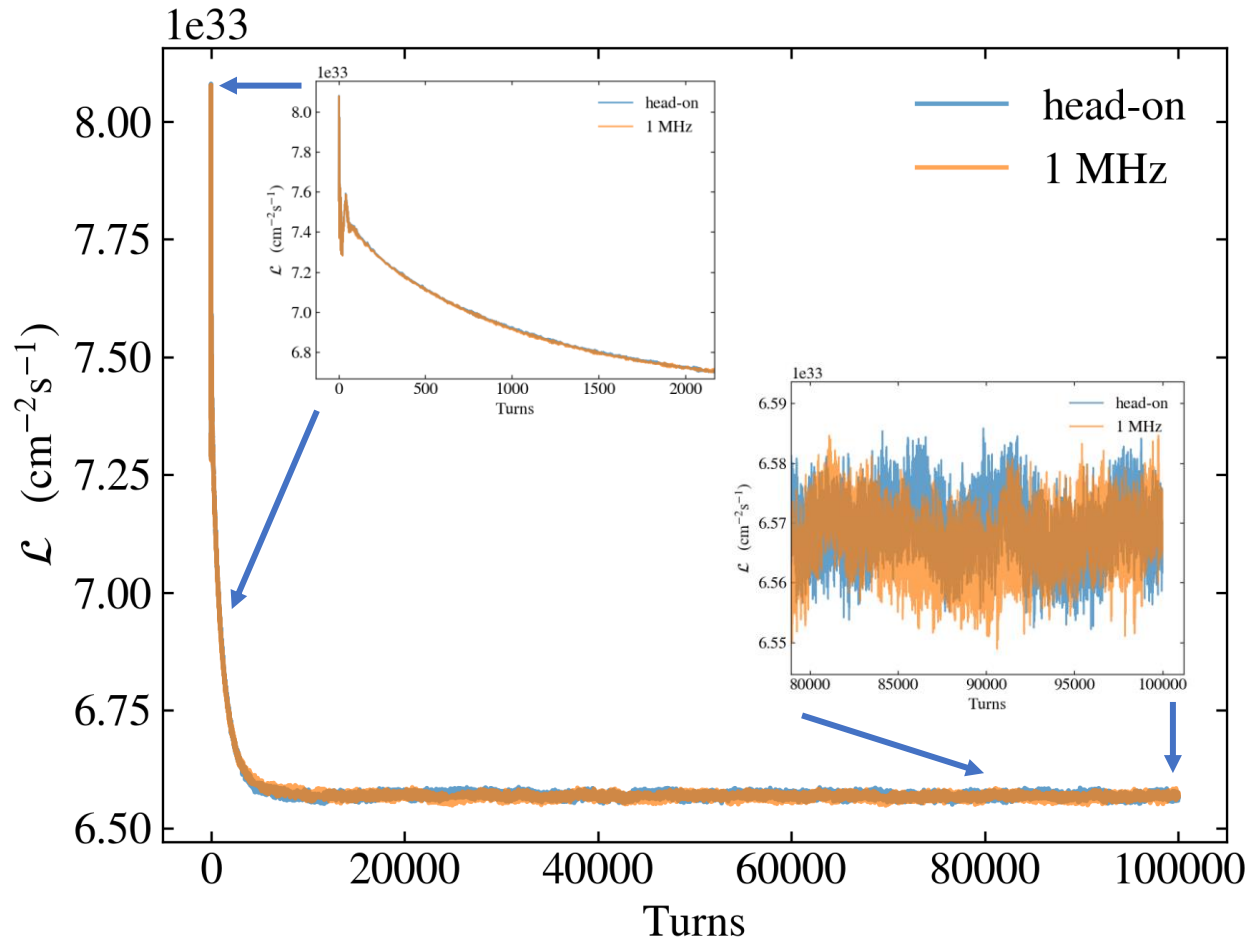 1e33
8.00
7.75
7.50
7.25
7.00
6.75
6.50
ℒ (cm⁻²s⁻¹)
0 20000 40000 60000 80000 100000
Turns
head-on
1 MHz
1e33
8.0
7.8
7.6
7.4
7.2
7.0
6.8
ℒ (cm⁻²s⁻¹)
0 500 1000 1500 2000
Turns
head-on
1 MHz
1e33
6.59
6.58
6.57
6.56
6.55
ℒ (cm⁻²s⁻¹)
80000 85000 90000 95000 100000
Turns
head-on
1 MHz